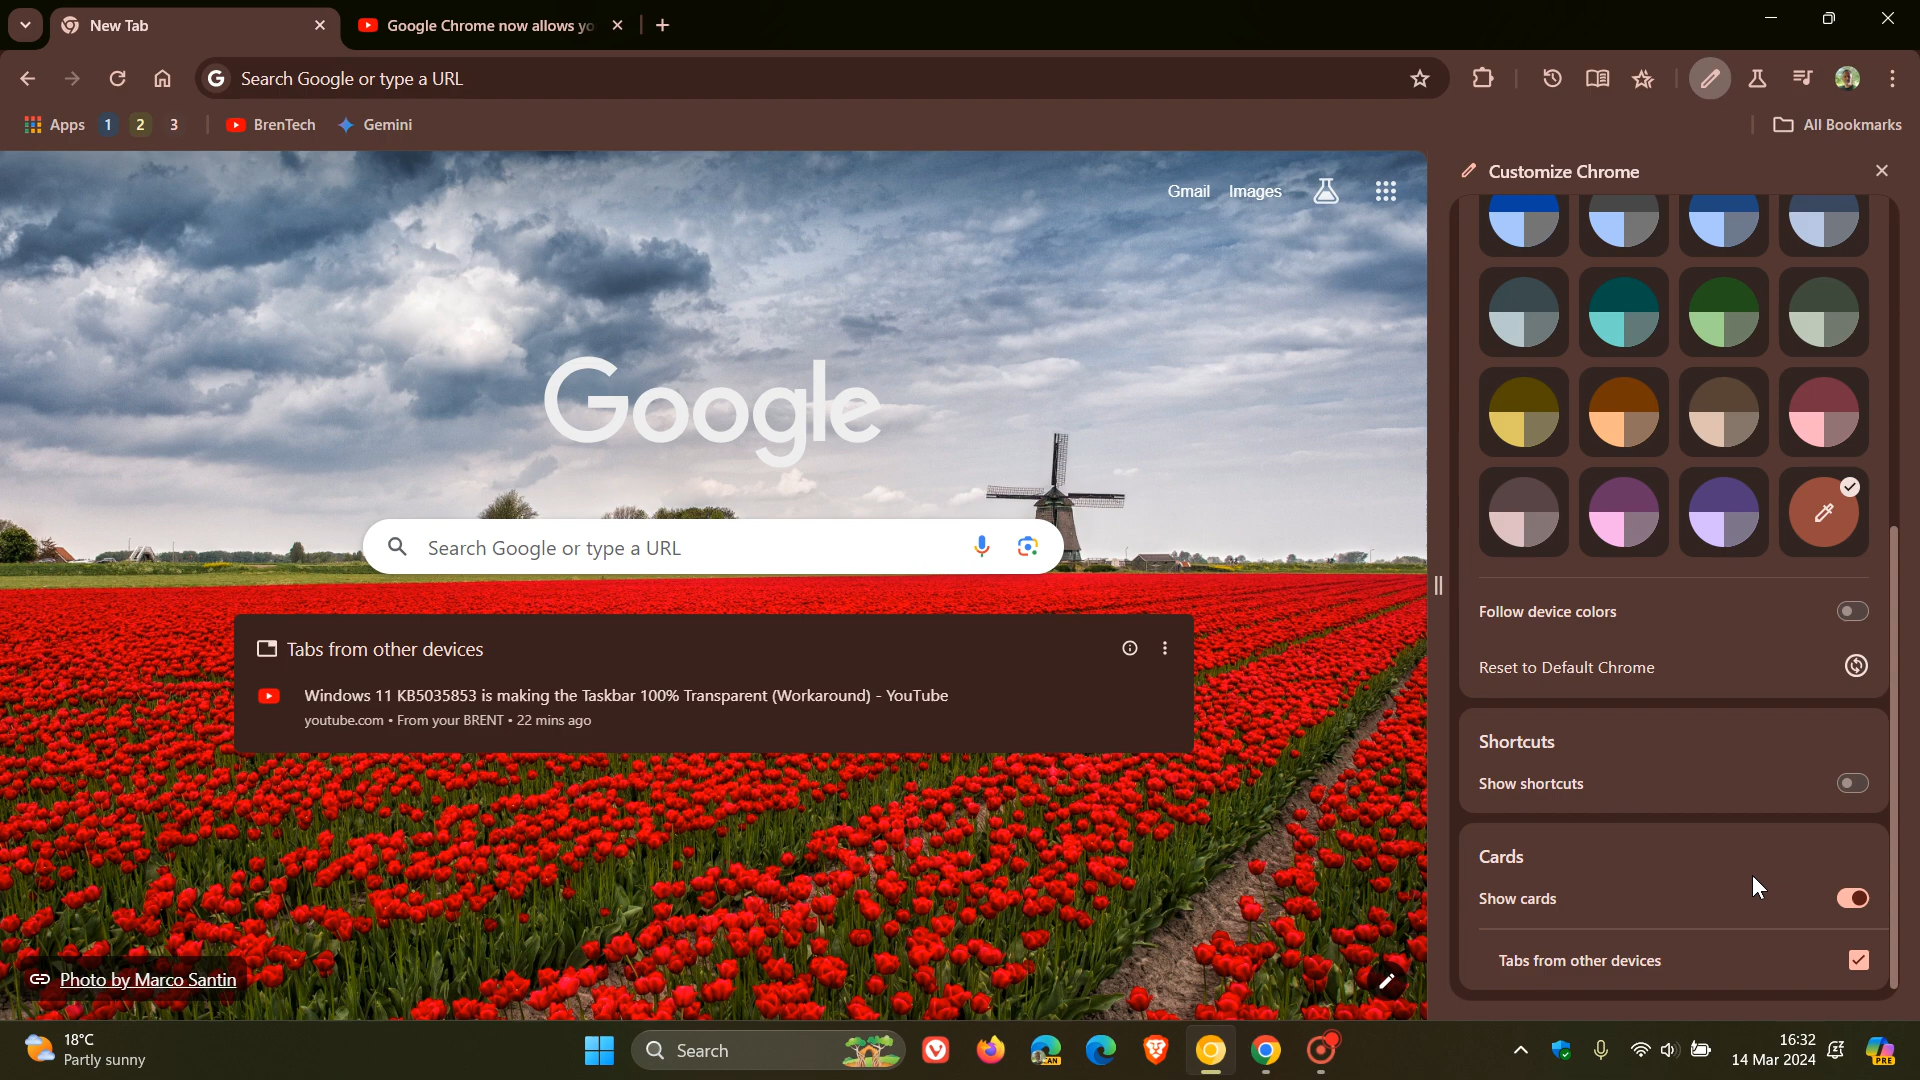 New Tab
Google Chrome now allows yo
Search Google or type a URL
Apps 1 2 3 BrenTech Gemini
All Bookmarks
Customize Chrome
Gmail Images
Google
Search Google or type a URL
Tabs from other devices
Windows 11 KB5035853 is making the Taskbar 100% Transparent (Workaround) - YouTube
youtube.com • From your BRENT • 22 mins ago
Photo by Marco Santin
Follow device colors
Reset to Default Chrome
Shortcuts
Show shortcuts
Cards
Show cards
Tabs from other devices
18°C
Partly sunny
Search
CAN
16:32
14 Mar 2024
PRE